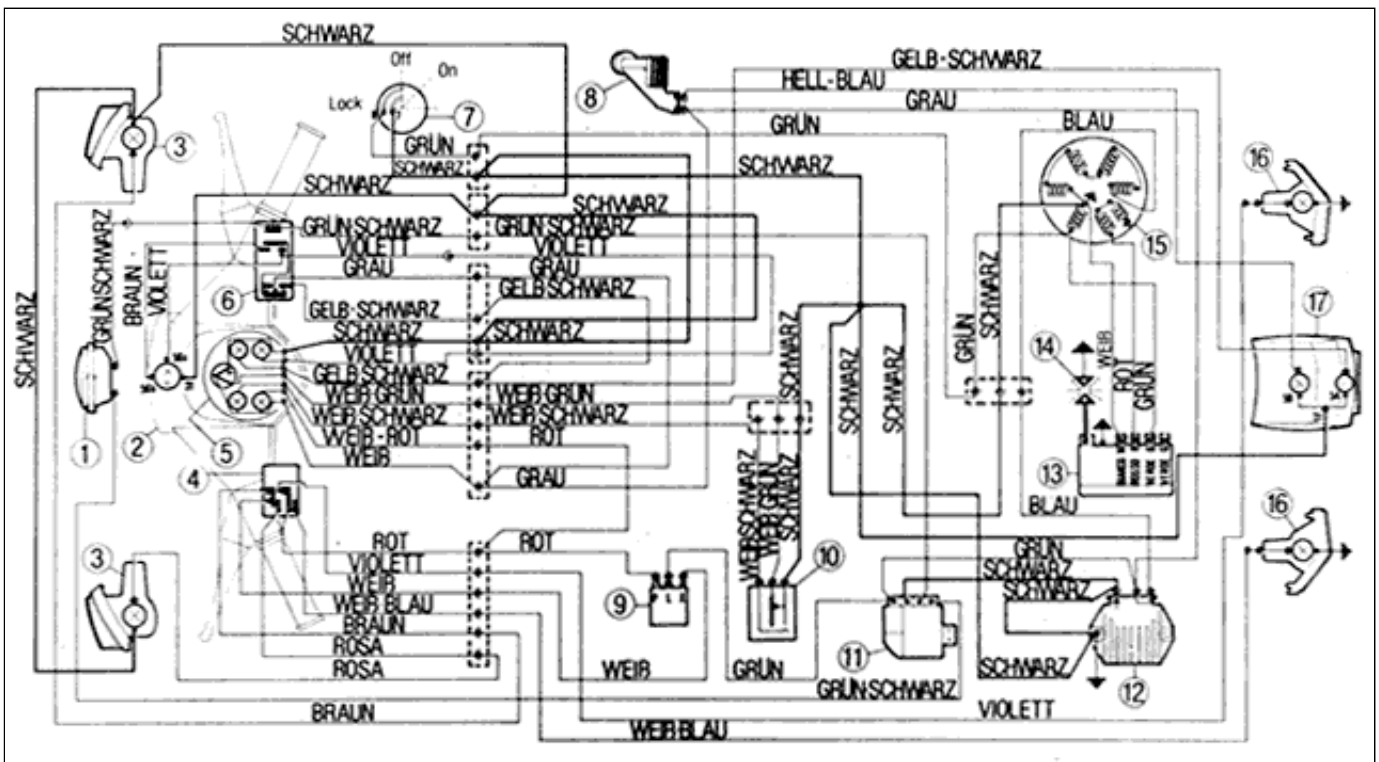 SCHWARZ
Off
On
Lock
7
GRÜN
SCHWARZ
8
GELB-SCHWARZ
HELL-BLAU
GRAU
GRÜN
BLAU
3
SCHWARZ
SCHWARZ
16
SCHWARZ
GRÜN-SCHWARZ
GRÜN SCHWARZ
VIOLETT
VIOLETT
15
GRAU
GRAU
6
GELB SCHWARZ
GELB-SCHWARZ
SCHWARZ
GRÜNSCHWARZ
BRAUN
VIOLETT
SCHWARZ
SCHWARZ
VIOLETT
GELB SCHWARZ
WEIß GRÜN
WEIß GRÜN
WEIß SCHWARZ
WEIß SCHWARZ
WEIß-ROT
ROT
WEIß
GRAU
1
2
5
4
SCHWARZ
SCHWARZ
SCHWARZ
GRÜN
SCHWARZ
14
WEIß
ROT
GRÜN
17
13
BLAU
16
WEIß SCHWARZ
WEIß GRÜN
SCHWARZ
10
3
ROT
ROT
VIOLETT
WEIß
WEIß BLAU
BRAUN
ROSA
ROSA
9
GRÜN
SCHWARZ
SCHWARZ
11
12
WEIß
GRÜN
SCHWARZ
GRÜN-SCHWARZ
BRAUN
VIOLETT
WEIß-BLAU